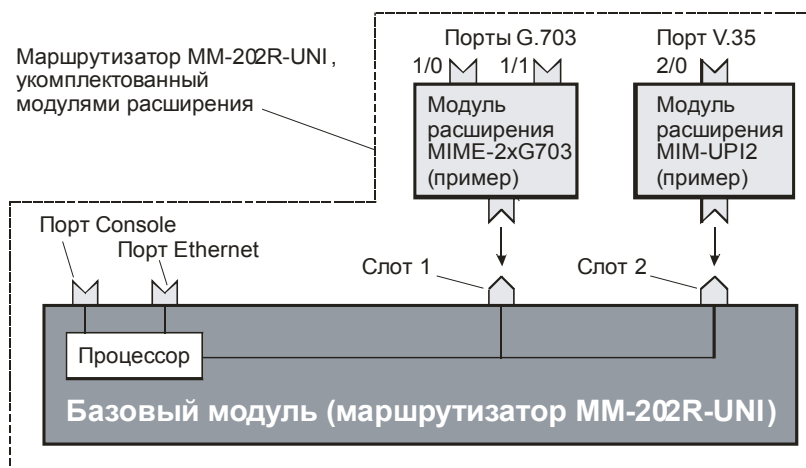 Маршрутизатор MM-202R-UNI,
укомплектованный
модулями расширения
Порты G.703
1/0 1/1
Порт V.35
2/0
Модуль
расширения
MIME-2xG703
(пример)
Модуль
расширения
MIM-UPI2
(пример)
Порт Console
Порт Ethernet
Слот 1
Слот 2
Процессор
Базовый модуль (маршрутизатор MM-202R-UNI)